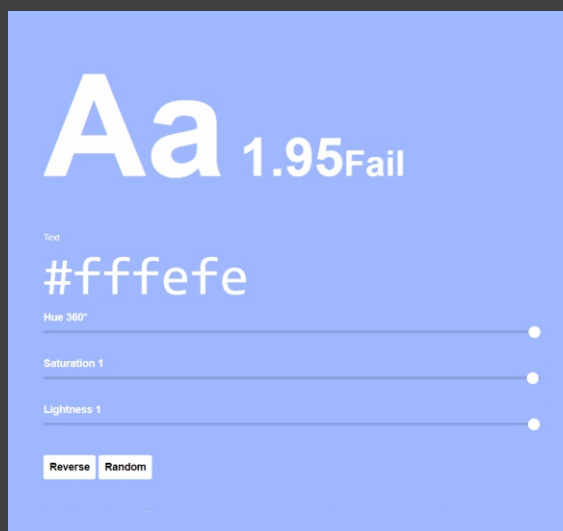 Aa 1.95Fail
Text
#fffefe
Hue 360°
Saturation 1
Lightness 1
Reverse Random